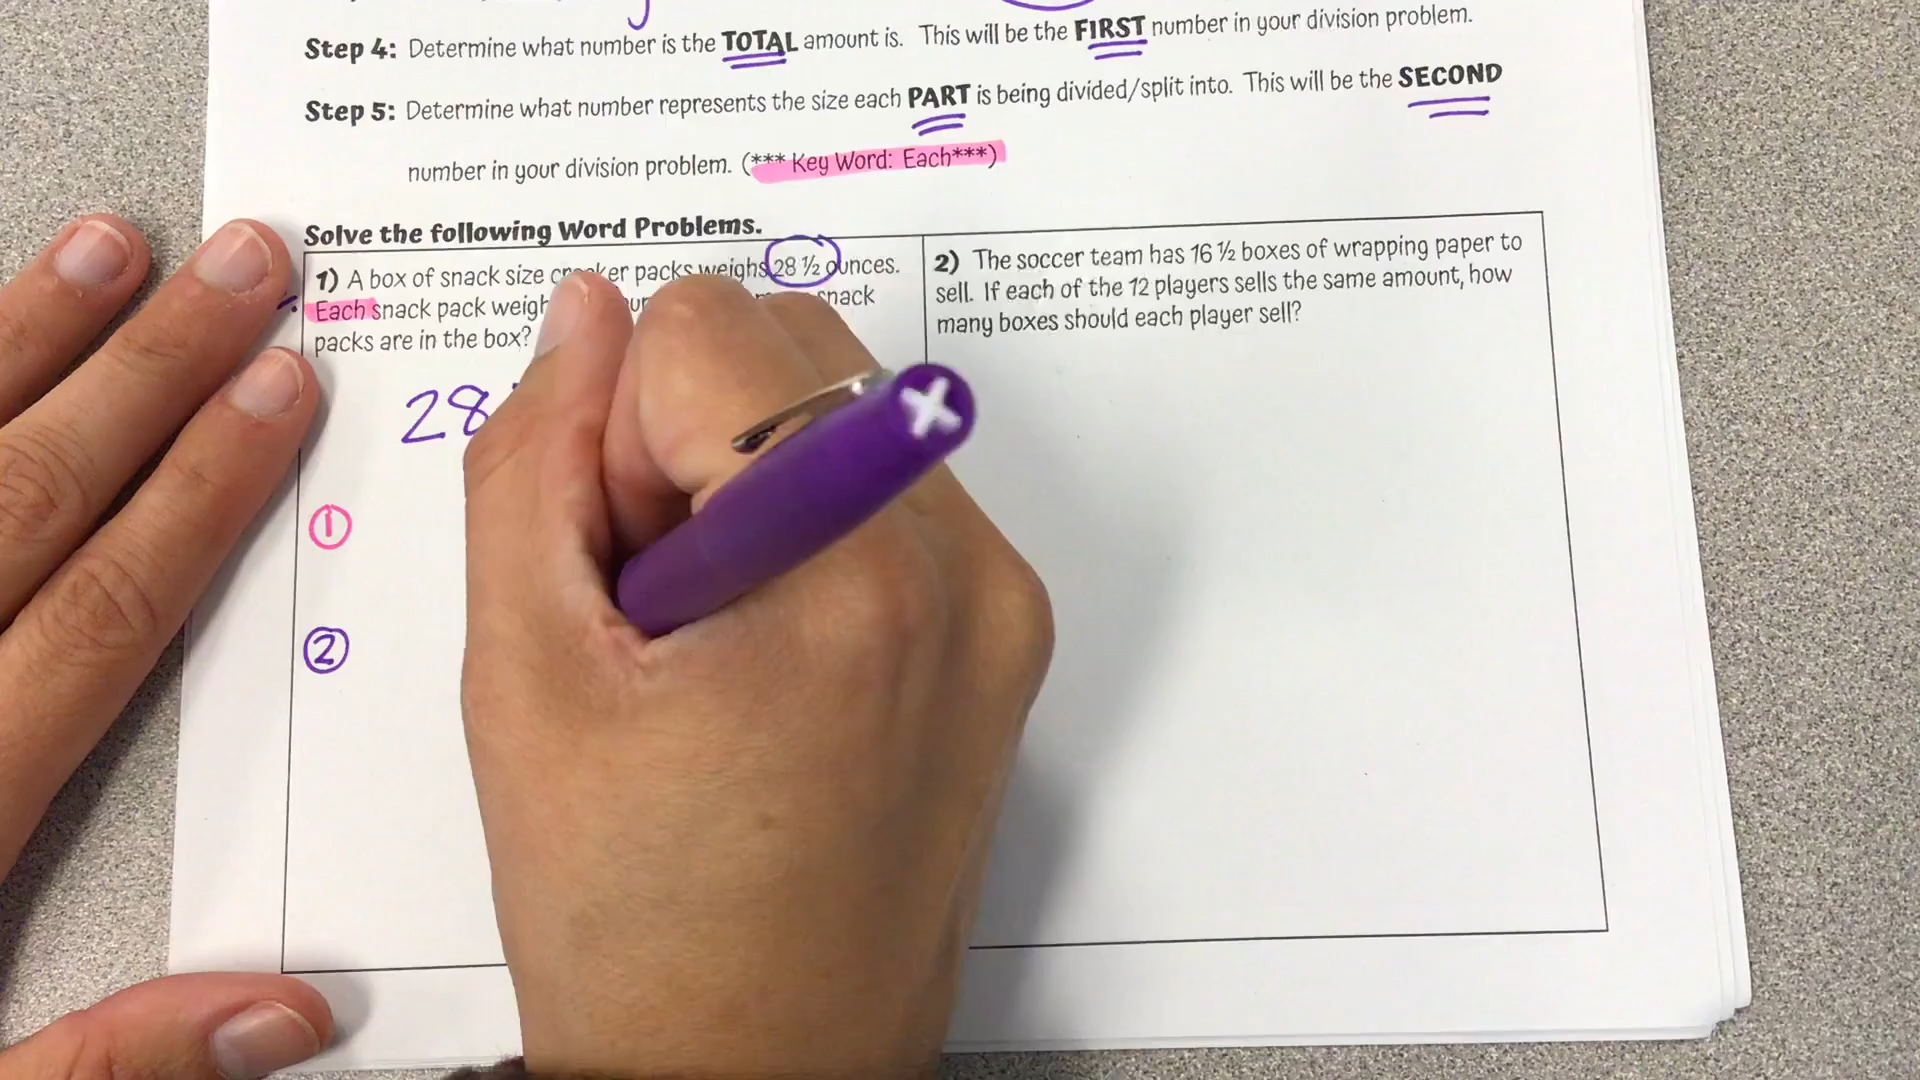 Step 4: Determine what number is the TOTAL amount is. This will be the FIRST number in your division problem.
Step 5: Determine what number represents the size each PART is being divided/split into. This will be the SECOND
number in your division problem. (*** Key Word: Each***)
Solve the following Word Problems.
1) A box of snack size cracker packs weighs 28 ½ ounces.
Each snack pack weigh snack
packs are in the box?
2) The soccer team has 16 ½ boxes of wrapping paper to
sell. If each of the 12 players sells the same amount, how
many boxes should each player sell?
28
1
2